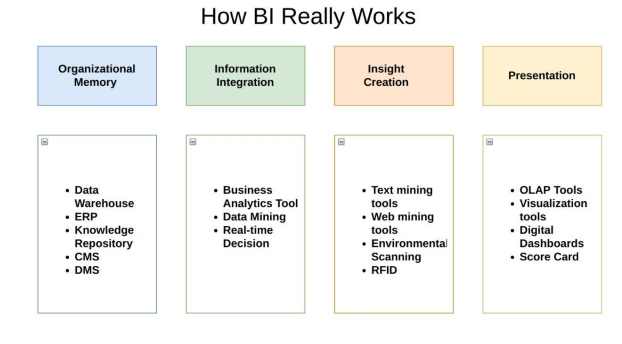 How BI Really Works
Organizational
Memory
Information
Integration
Insight
Creation
Presentation
• Data
Warehouse
• ERP
• Knowledge
Repository
• CMS
• DMS
• Business
Analytics Tool
• Data Mining
• Real-time
Decision
• Text mining
tools
• Web mining
tools
• Environmental
Scanning
• RFID
• OLAP Tools
• Visualization
tools
• Digital
Dashboards
• Score Card